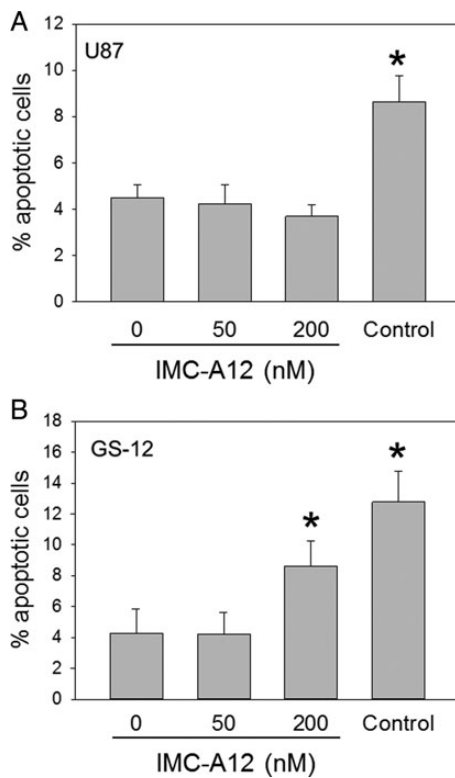 A
U87
*
% apoptotic cells
12
10
8
6
4
2
0
0 50 200 Control
IMC-A12 (nM)
B
GS-12
*
*
% apoptotic cells
18
16
14
12
10
8
6
4
2
0
0 50 200 Control
IMC-A12 (nM)